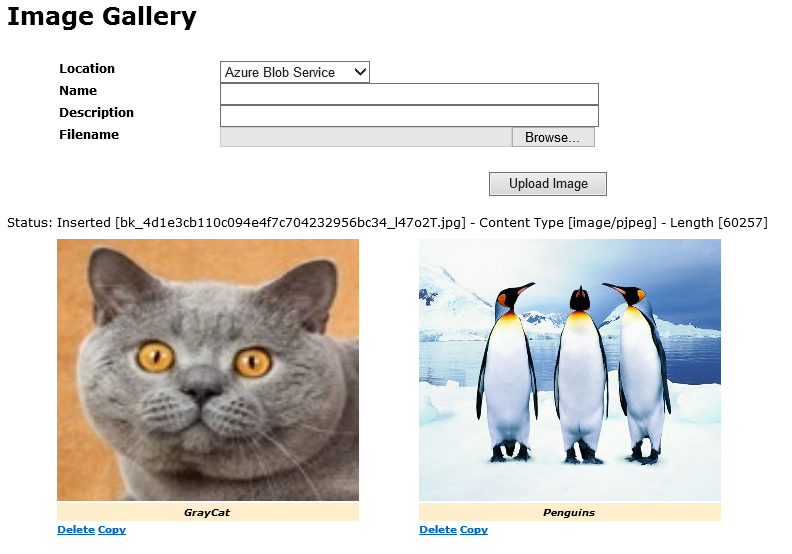 Image Gallery
Location Azure Blob Service
Name
Description
Filename Browse...
Upload Image
Status: Inserted [bk_4d1e3cb110c094e4f7c704232956bc34_l47o2T.jpg] - Content Type [image/pjpeg] - Length [60257]
GrayCat Penguins
Delete Copy Delete Copy